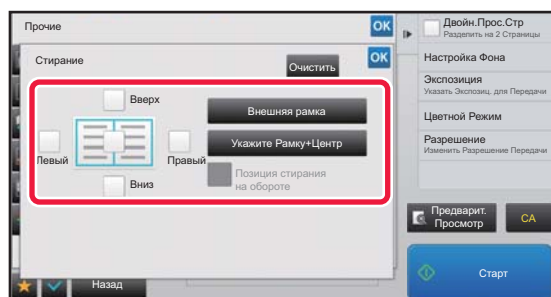 Прочие
OK
Стирание
Очистить
OK
Вверх
Левый
Правый
Вниз
Внешняя рамка
Укажите Рамку+Центр
Позиция стирания
на обороте
Назад
Двойн.Прос.Стр
Разделить на 2 Страницы
Настройка Фона
Экспозиция
Указать Экспозиц. для Передачи
Цветной Режим
Разрешение
Изменить Разрешение Передачи
Предварит.
Просмотр
CA
Старт